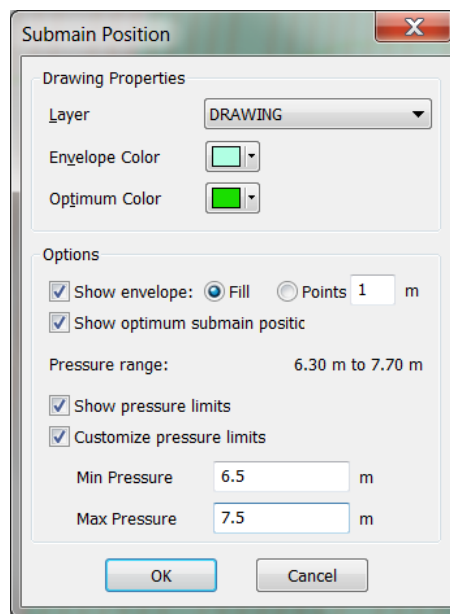 Submain Position
Drawing Properties
Layer DRAWING
Envelope Color
Optimum Color
Options
Show envelope: Fill Points 1 m
Show optimum submain positic
Pressure range: 6.30 m to 7.70 m
Show pressure limits
Customize pressure limits
Min Pressure 6.5 m
Max Pressure 7.5 m
OK Cancel